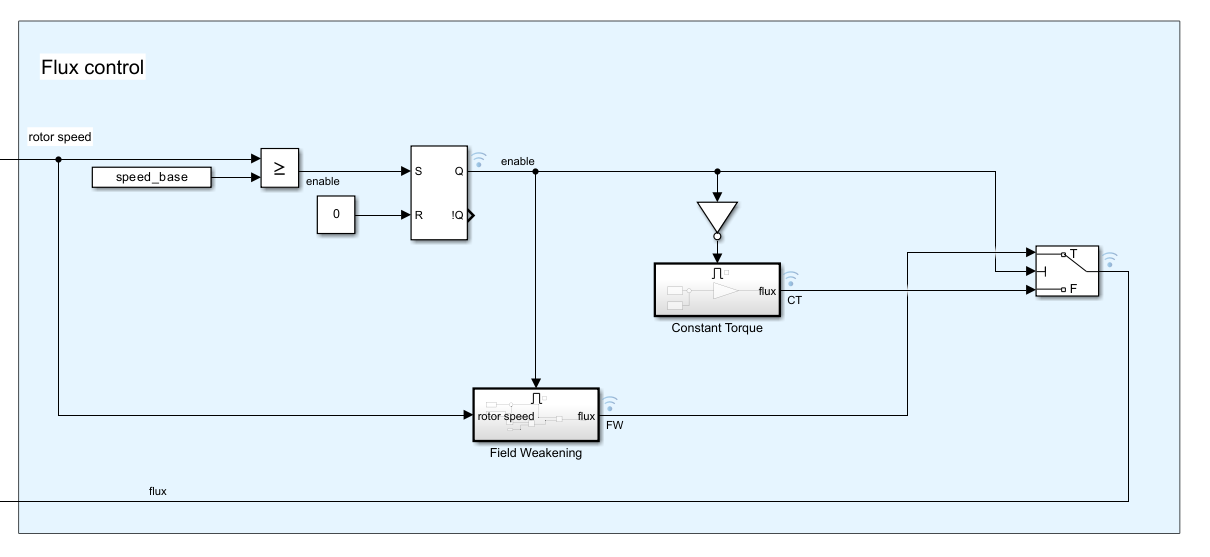 Flux control
rotor speed
speed_base
≥
enable
0
S
R
Q
!Q
enable
flux
CT
Constant Torque
T
F
rotor speed
flux
FW
Field Weakening
flux